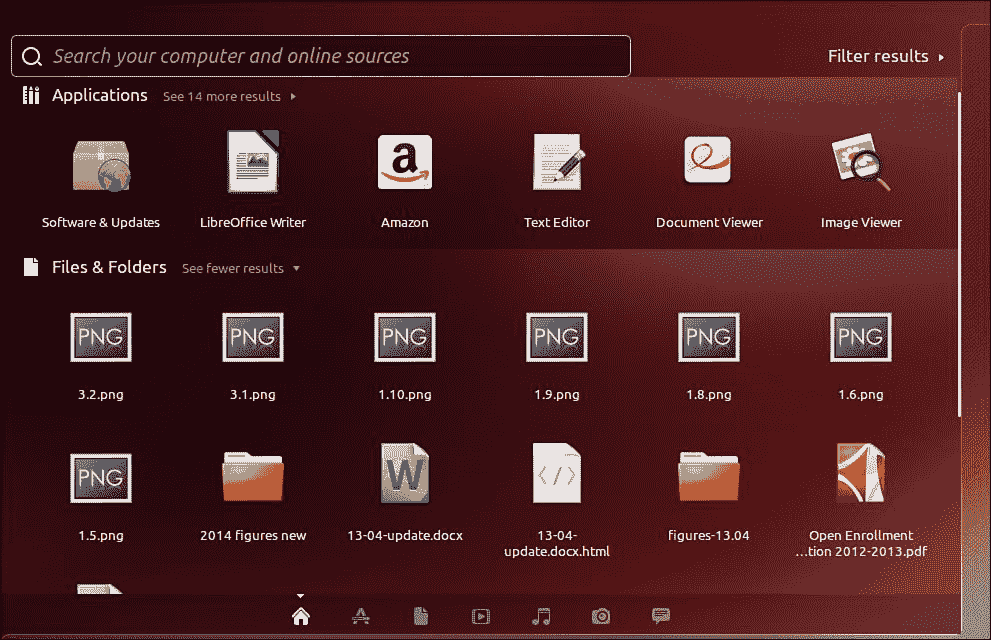 Search your computer and online sources
Filter results
Applications See 14 more results
a
Software & Updates LibreOffice Writer Amazon Text Editor Document Viewer Image Viewer
Files & Folders See fewer results
PNG PNG PNG PNG PNG PNG
3.2.png 3.1.png 1.10.png 1.9.png 1.8.png 1.6.png
PNG W </>
1.5.png 2014 figures new 13-04-update.docx 13-04-update.docx.html figures-13.04 Open Enrollment
...tion 2012-2013.pdf